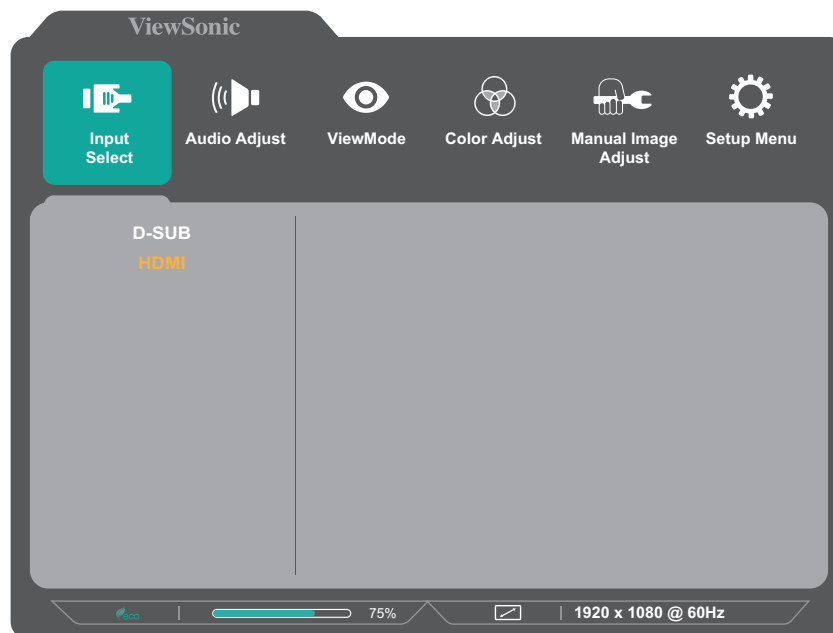 ViewSonic
Input
Select
Audio Adjust
ViewMode
Color Adjust
Manual Image
Adjust
Setup Menu
D-SUB
HDMI
eco
75%
1920 x 1080 @ 60Hz